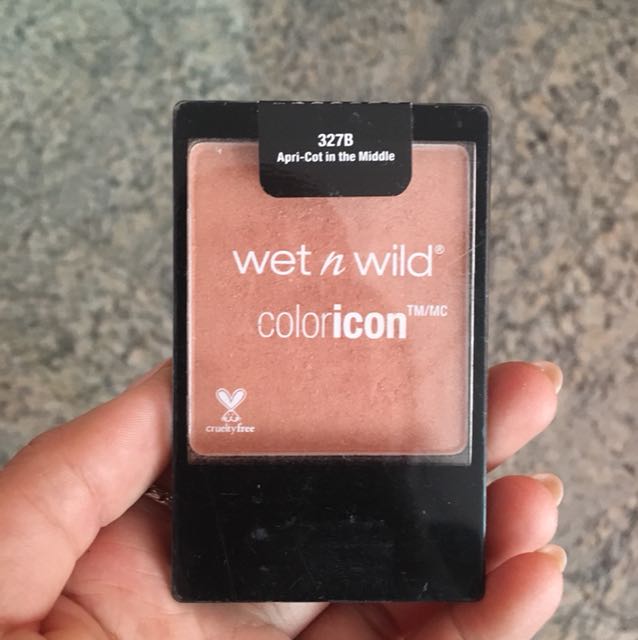 327B
Apri-Cot in the Middle
wet n wild®
coloricon™/MC
crueltyfree